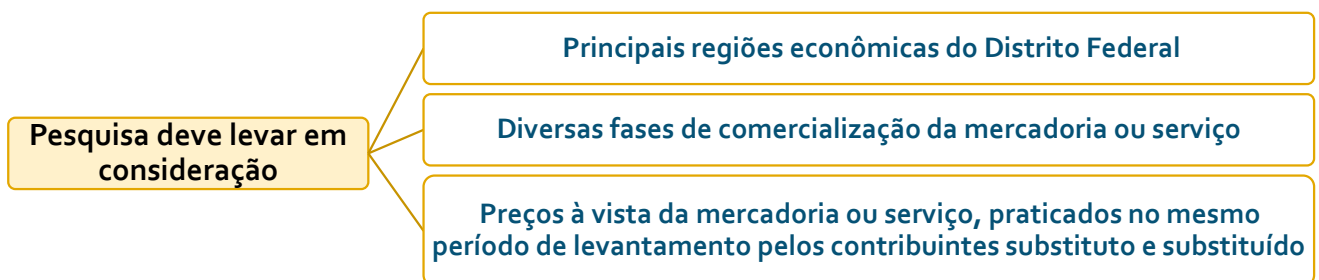 Pesquisa deve levar em
consideração
Principais regiões econômicas do Distrito Federal
Diversas fases de comercialização da mercadoria ou serviço
Preços à vista da mercadoria ou serviço, praticados no mesmo
período de levantamento pelos contribuintes substituto e substituído